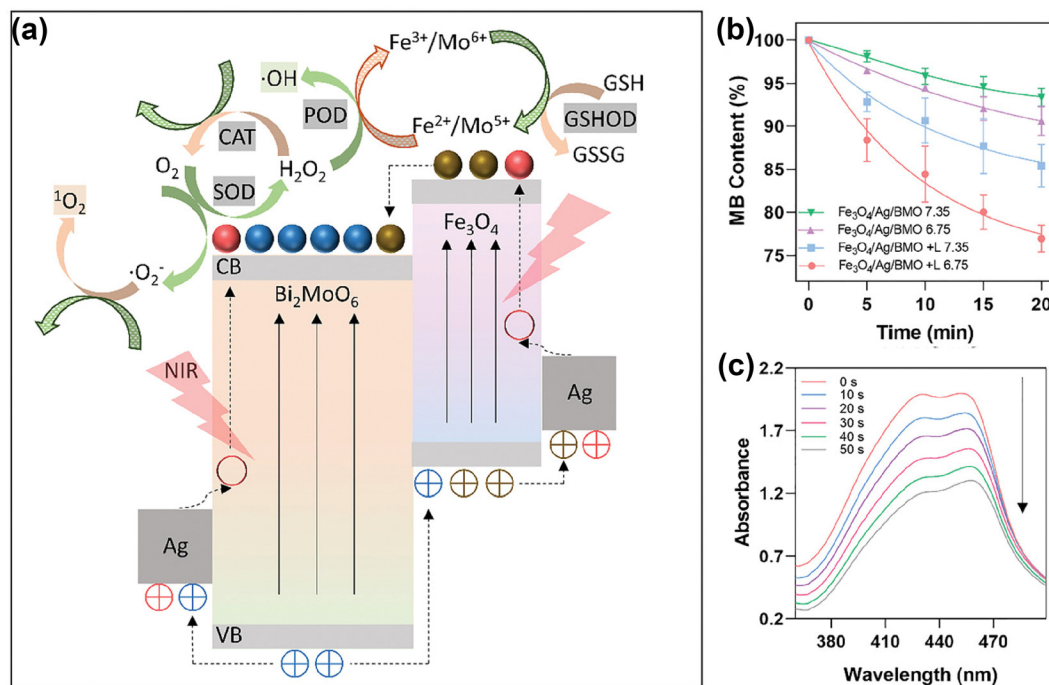 (a)
Fe³⁺/Mo⁶⁺
·OH
GSH
POD
GSHOD
Fe²⁺/Mo⁵⁺
CAT
GSSG
O₂
H₂O₂
SOD
¹O₂
Fe₃O₄
·O₂⁻
CB
Bi₂MoO₆
NIR
Ag
Ag
VB
(b)
100
95
90
85
80
75
MB Content (%)
Fe₃O₄/Ag/BMO 7.35
Fe₃O₄/Ag/BMO 6.75
Fe₃O₄/Ag/BMO +L 7.35
Fe₃O₄/Ag/BMO +L 6.75
0 5 10 15 20
Time (min)
(c)
2.2
1.7
1.2
0.7
0.2
Absorbance
0 s
10 s
20 s
30 s
40 s
50 s
380 410 440 470
Wavelength (nm)